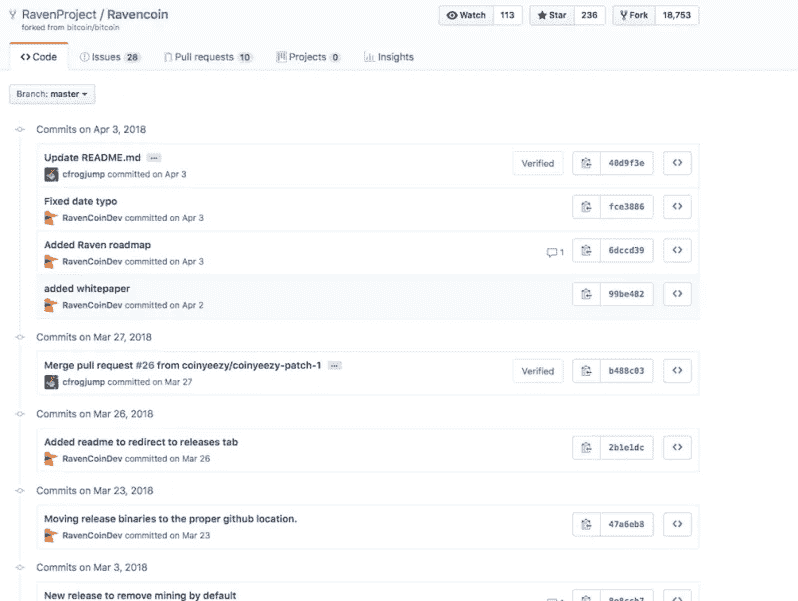 RavenProject / Ravencoin
forked from bitcoin/bitcoin
Watch 113 Star 236 Fork 18,753
Code Issues 28 Pull requests 10 Projects 0 Insights
Branch: master
Commits on Apr 3, 2018
Update README.md ...
cfrogjump committed on Apr 3
Verified 40d9f3e
Fixed date typo
RavenCoinDev committed on Apr 3
fce3886
Added Raven roadmap
RavenCoinDev committed on Apr 3
1 6dccd39
added whitepaper
RavenCoinDev committed on Apr 2
99be482
Commits on Mar 27, 2018
Merge pull request #26 from coinyeezy/coinyeezy-patch-1 ...
cfrogjump committed on Mar 27
Verified b488c03
Commits on Mar 26, 2018
Added readme to redirect to releases tab
RavenCoinDev committed on Mar 26
2b1e1dc
Commits on Mar 23, 2018
Moving release binaries to the proper github location.
RavenCoinDev committed on Mar 23
47a6eb8
Commits on Mar 3, 2018
New release to remove mining by default